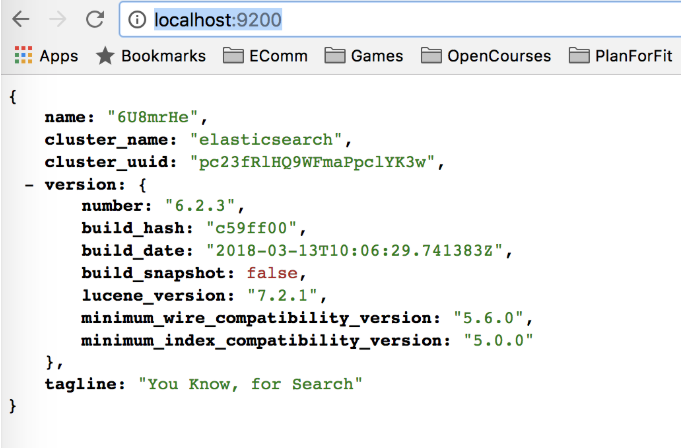 localhost:9200
Apps Bookmarks EComm Games OpenCourses PlanForFit
{
name: "6U8mrHe",
cluster_name: "elasticsearch",
cluster_uuid: "pc23fRlHQ9WFmaPpclYK3w",
- version: {
number: "6.2.3",
build_hash: "c59ff00",
build_date: "2018-03-13T10:06:29.741383Z",
build_snapshot: false,
lucene_version: "7.2.1",
minimum_wire_compatibility_version: "5.6.0",
minimum_index_compatibility_version: "5.0.0"
},
tagline: "You Know, for Search"
}